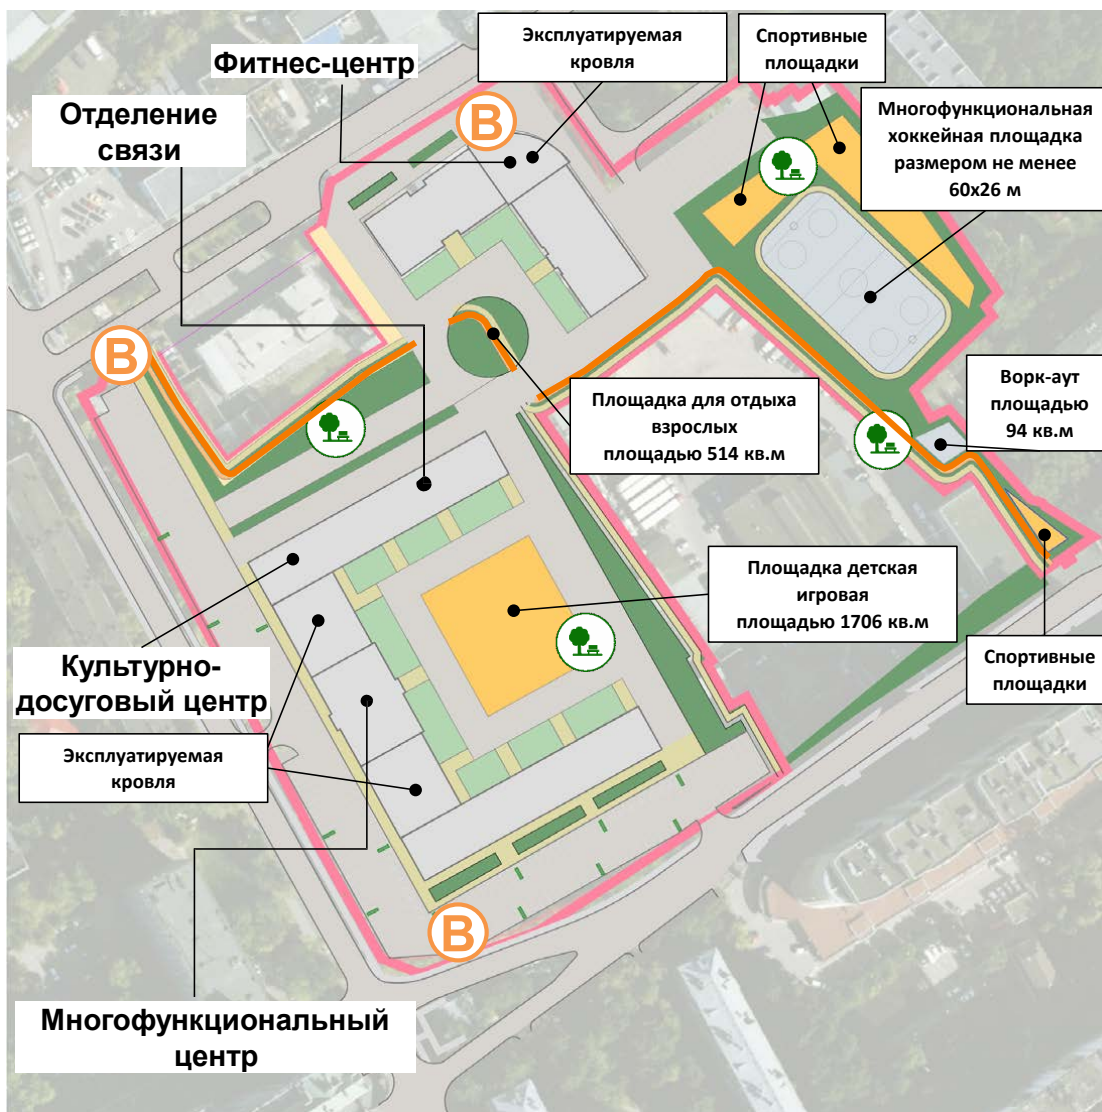 Эксплуатируемая
кровля
Спортивные
площадки
Фитнес-центр
Отделение
связи
Многофункциональная
хоккейная площадка
размером не менее
60х26 м
В
В
Ворк-аут
площадью
94 кв.м
Площадка для отдыха
взрослых
площадью 514 кв.м
Площадка детская
игровая
площадью 1706 кв.м
Культурно-
досуговый центр
Спортивные
площадки
Эксплуатируемая
кровля
В
Многофункциональный
центр